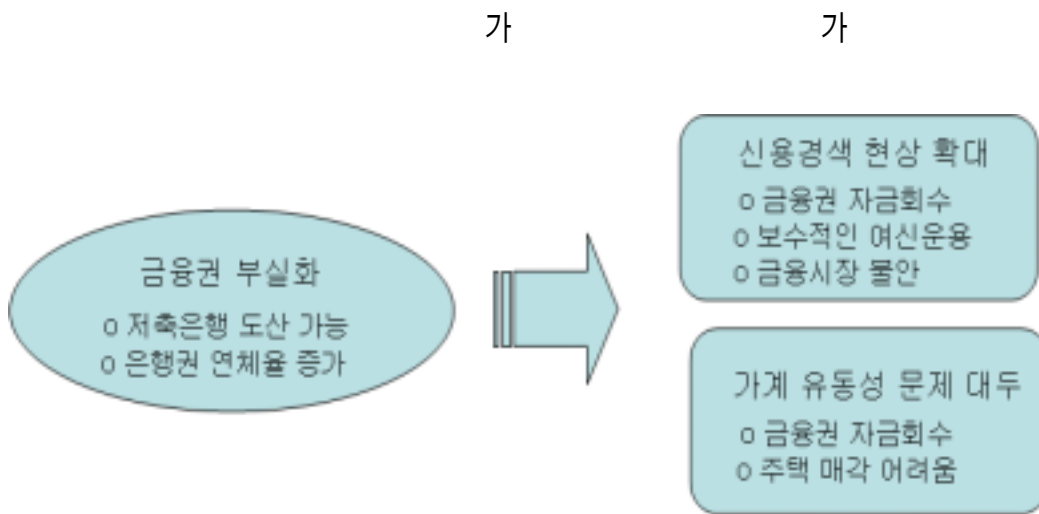 가 가
금융권 부실화
o 저축은행 도산 가능
o 은행권 연체율 증가
신용경색 현상 확대
o 금융권 자금회수
o 보수적인 여신운용
o 금융시장 불안
가계 유동성 문제 대두
o 금융권 자금회수
o 주택 매각 어려움